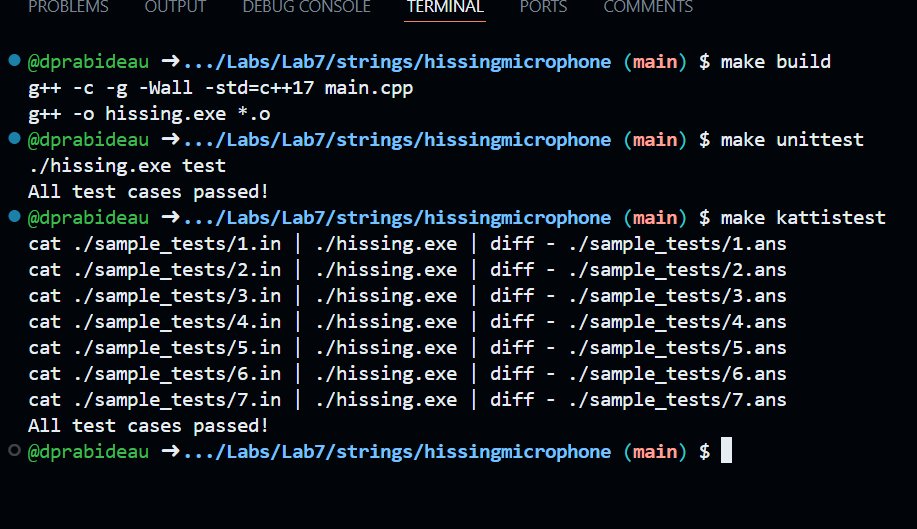 PROBLEMS OUTPUT DEBUG CONSOLE TERMINAL PORTS COMMENTS
@dprabideau ➜.../Labs/Lab7/strings/hissingmicrophone (main) $ make build
g++ -c -g -Wall -std=c++17 main.cpp
g++ -o hissing.exe *.o
@dprabideau ➜.../Labs/Lab7/strings/hissingmicrophone (main) $ make unittest
./hissing.exe test
All test cases passed!
@dprabideau ➜.../Labs/Lab7/strings/hissingmicrophone (main) $ make kattistest
cat ./sample_tests/1.in | ./hissing.exe | diff - ./sample_tests/1.ans
cat ./sample_tests/2.in | ./hissing.exe | diff - ./sample_tests/2.ans
cat ./sample_tests/3.in | ./hissing.exe | diff - ./sample_tests/3.ans
cat ./sample_tests/4.in | ./hissing.exe | diff - ./sample_tests/4.ans
cat ./sample_tests/5.in | ./hissing.exe | diff - ./sample_tests/5.ans
cat ./sample_tests/6.in | ./hissing.exe | diff - ./sample_tests/6.ans
cat ./sample_tests/7.in | ./hissing.exe | diff - ./sample_tests/7.ans
All test cases passed!
@dprabideau ➜.../Labs/Lab7/strings/hissingmicrophone (main) $